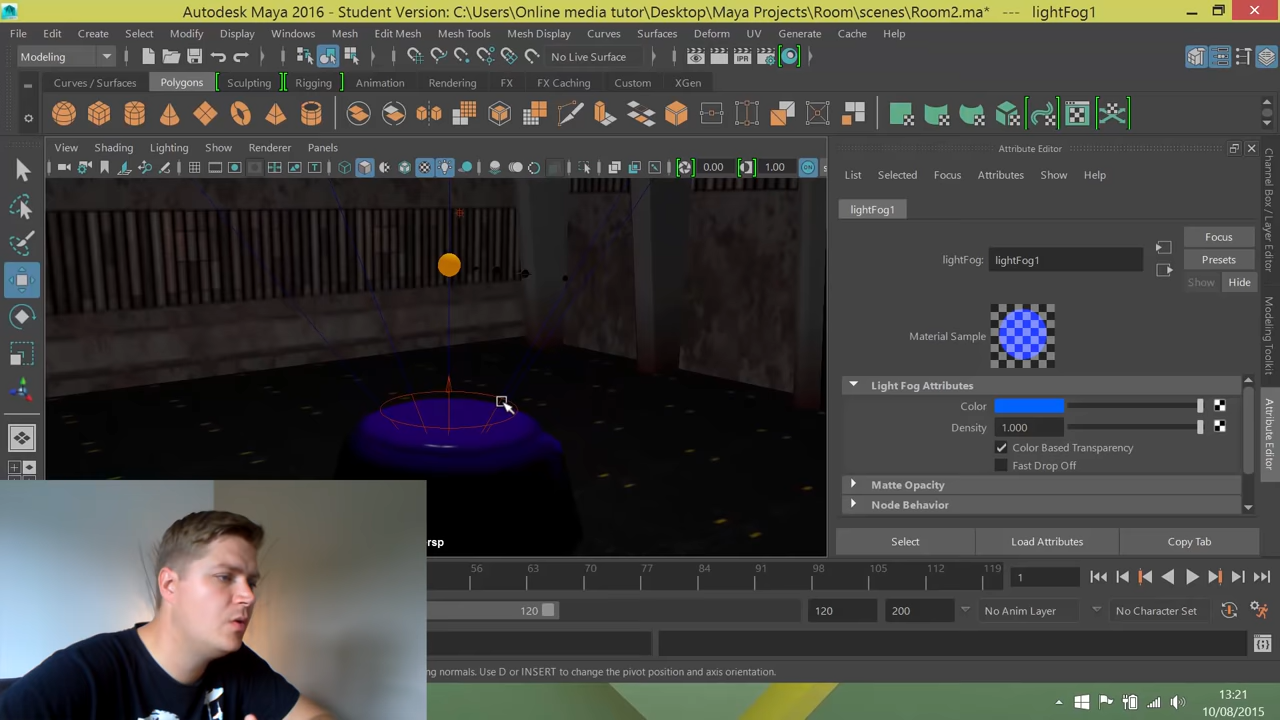 Autodesk Maya 2016 - Student Version: C:\Users\Online media tutor\Desktop\Maya Projects\Room\scenes\Room2.ma* --- lightFog1
File Edit Create Select Modify Display Windows Mesh Edit Mesh Mesh Tools Mesh Display Curves Surfaces Deform UV Generate Cache Help
Modeling No Live Surface IPR
Curves / Surfaces Polygons Sculpting Rigging Animation Rendering FX FX Caching Custom XGen
View Shading Lighting Show Renderer Panels
0.00 1.00 ON
persp
Attribute Editor
List Selected Focus Attributes Show Help
lightFog1
lightFog: lightFog1
Focus
Presets
Show Hide
Material Sample
Light Fog Attributes
Color
Density 1.000
Color Based Transparency
Fast Drop Off
Matte Opacity
Node Behavior
Select Load Attributes Copy Tab
Channel Box / Layer Editor
Modeling Toolkit
Attribute Editor
56 63 70 77 84 91 98 105 112 119 1
120 120 200 No Anim Layer No Character Set
ng normals. Use D or INSERT to change the pivot position and axis orientation.
13:21
10/08/2015